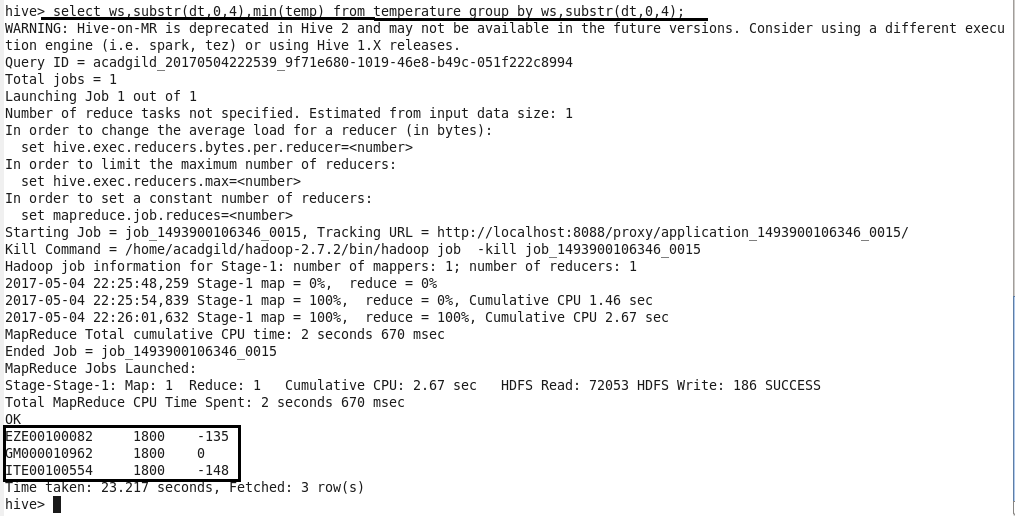 hive> select ws,substr(dt,0,4),min(temp) from temperature group by ws,substr(dt,0,4);
WARNING: Hive-on-MR is deprecated in Hive 2 and may not be available in the future versions. Consider using a different execu
tion engine (i.e. spark, tez) or using Hive 1.X releases.
Query ID = acadgild_20170504222539_9f71e680-1019-46e8-b49c-051f222c8994
Total jobs = 1
Launching Job 1 out of 1
Number of reduce tasks not specified. Estimated from input data size: 1
In order to change the average load for a reducer (in bytes):
  set hive.exec.reducers.bytes.per.reducer=<number>
In order to limit the maximum number of reducers:
  set hive.exec.reducers.max=<number>
In order to set a constant number of reducers:
  set mapreduce.job.reduces=<number>
Starting Job = job_1493900106346_0015, Tracking URL = http://localhost:8088/proxy/application_1493900106346_0015/
Kill Command = /home/acadgild/hadoop-2.7.2/bin/hadoop job  -kill job_1493900106346_0015
Hadoop job information for Stage-1: number of mappers: 1; number of reducers: 1
2017-05-04 22:25:48,259 Stage-1 map = 0%,  reduce = 0%
2017-05-04 22:25:54,839 Stage-1 map = 100%,  reduce = 0%, Cumulative CPU 1.46 sec
2017-05-04 22:26:01,632 Stage-1 map = 100%,  reduce = 100%, Cumulative CPU 2.67 sec
MapReduce Total cumulative CPU time: 2 seconds 670 msec
Ended Job = job_1493900106346_0015
MapReduce Jobs Launched:
Stage-Stage-1: Map: 1  Reduce: 1   Cumulative CPU: 2.67 sec   HDFS Read: 72053 HDFS Write: 186 SUCCESS
Total MapReduce CPU Time Spent: 2 seconds 670 msec
OK
EZE00100082     1800    -135
GM000010962     1800    0
ITE00100554     1800    -148
Time taken: 23.217 seconds, Fetched: 3 row(s)
hive>